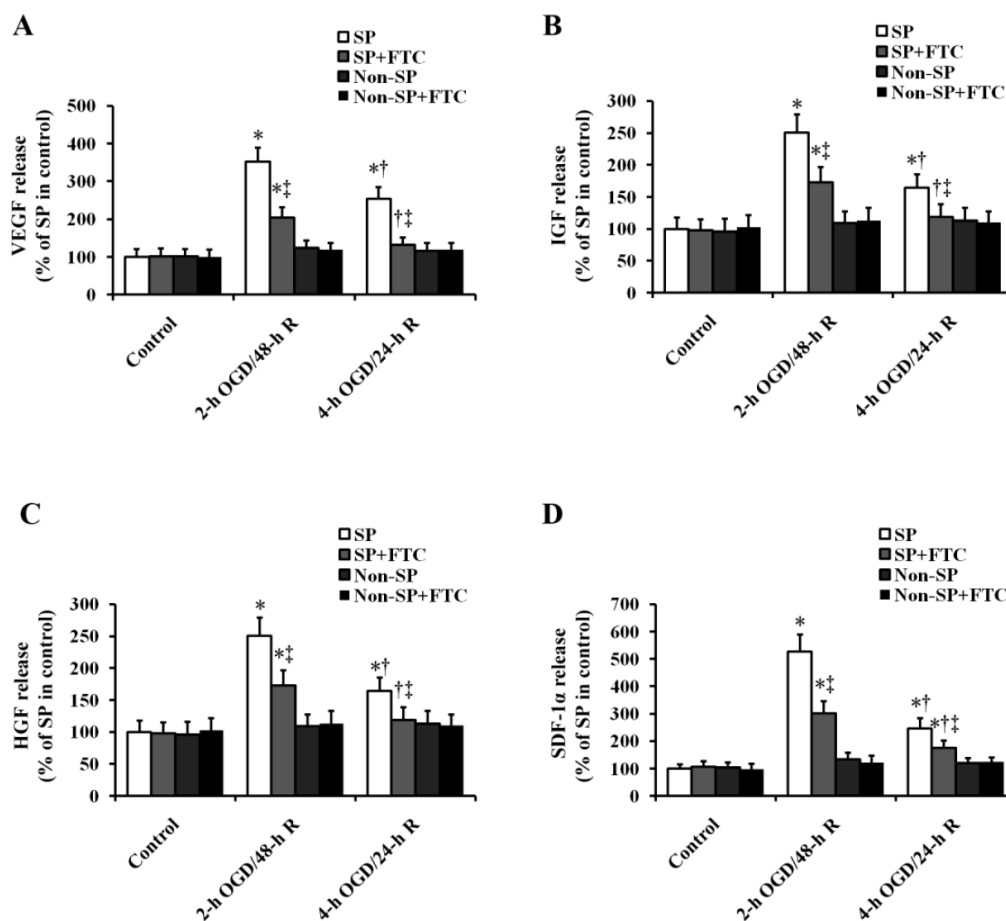 A
SP
SP+FTC
Non-SP
Non-SP+FTC
VEGF release
(% of SP in control)
500
400
300
200
100
0
*
*‡
*†
†‡
Control
2-h OGD/48-h R
4-h OGD/24-h R
B
SP
SP+FTC
Non-SP
Non-SP+FTC
IGF release
(% of SP in control)
300
250
200
150
100
50
0
*
*‡
*†
†‡
Control
2-h OGD/48-h R
4-h OGD/24-h R
C
SP
SP+FTC
Non-SP
Non-SP+FTC
HGF release
(% of SP in control)
300
250
200
150
100
50
0
*
*‡
*†
†‡
Control
2-h OGD/48-h R
4-h OGD/24-h R
D
SP
SP+FTC
Non-SP
Non-SP+FTC
SDF-1α release
(% of SP in control)
700
600
500
400
300
200
100
0
*
*‡
*†
*†‡
Control
2-h OGD/48-h R
4-h OGD/24-h R